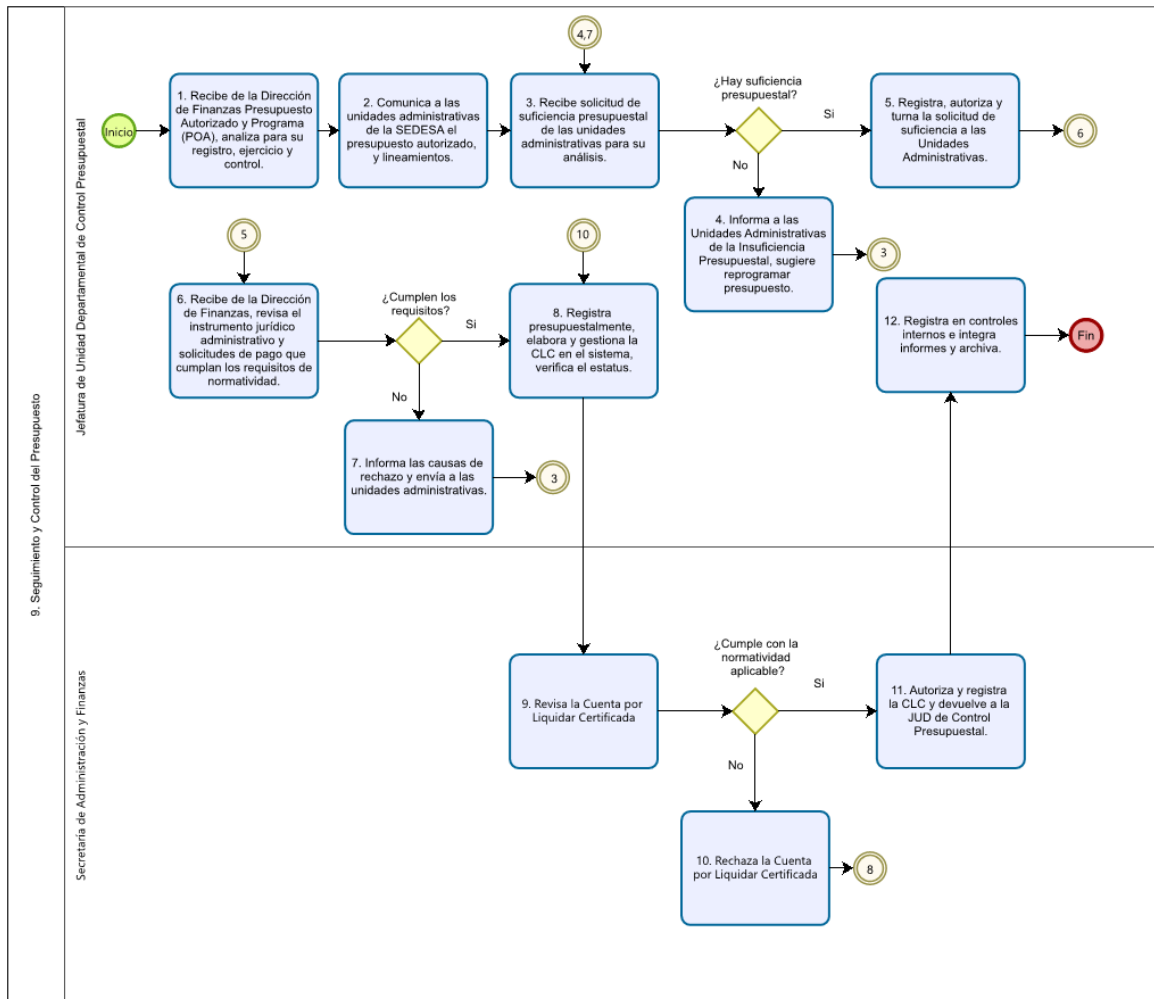 9. Seguimiento y Control del Presupuesto
Jefatura de Unidad Departamental de Control Presupuestal
Inicio
1. Recibe de la Dirección
de Finanzas Presupuesto
Autorizado y Programa
(POA), analiza para su
registro, ejercicio y
control.
2. Comunica a las
unidades administrativas
de la SEDESA el
presupuesto autorizado,
y lineamientos.
4,7
3. Recibe solicitud de
suficiencia presupuestal
de las unidades
administrativas para su
análisis.
¿Hay suficiencia
presupuestal?
Si
No
5. Registra, autoriza y
turna la solicitud de
suficiencia a las
Unidades
Administrativas.
6
4. Informa a las
Unidades Administrativas
de la Insuficiencia
Presupuestal, sugiere
reprogramar
presupuesto.
3
5
6. Recibe de la Dirección
de Finanzas, revisa el
instrumento jurídico
administrativo y
solicitudes de pago que
cumplan los requisitos de
normatividad.
¿Cumplen los
requisitos?
Si
No
10
8. Registra
presupuestalmente,
elabora y gestiona la
CLC en el sistema,
verifica el estatus.
7. Informa las causas de
rechazo y envía a las
unidades administrativas.
3
12. Registra en controles
internos e integra
informes y archiva.
Fin
Secretaría de Administración y Finanzas
9. Revisa la Cuenta por
Liquidar Certificada
¿Cumple con la
normatividad
aplicable?
Si
No
11. Autoriza y registra
la CLC y devuelve a la
JUD de Control
Presupuestal.
10. Rechaza la Cuenta
por Liquidar Certificada
8